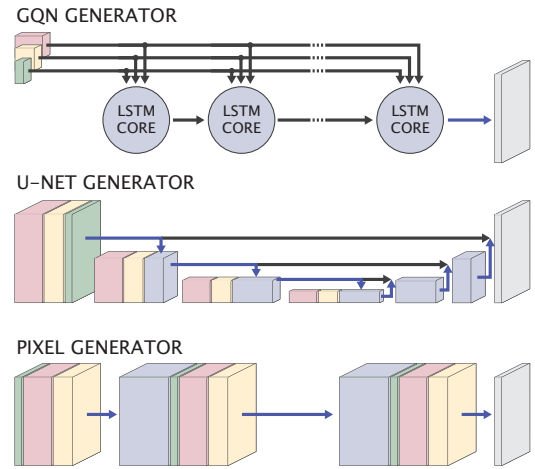 GQN GENERATOR
LSTM
CORE
LSTM
CORE
LSTM
CORE
U-NET GENERATOR
PIXEL GENERATOR